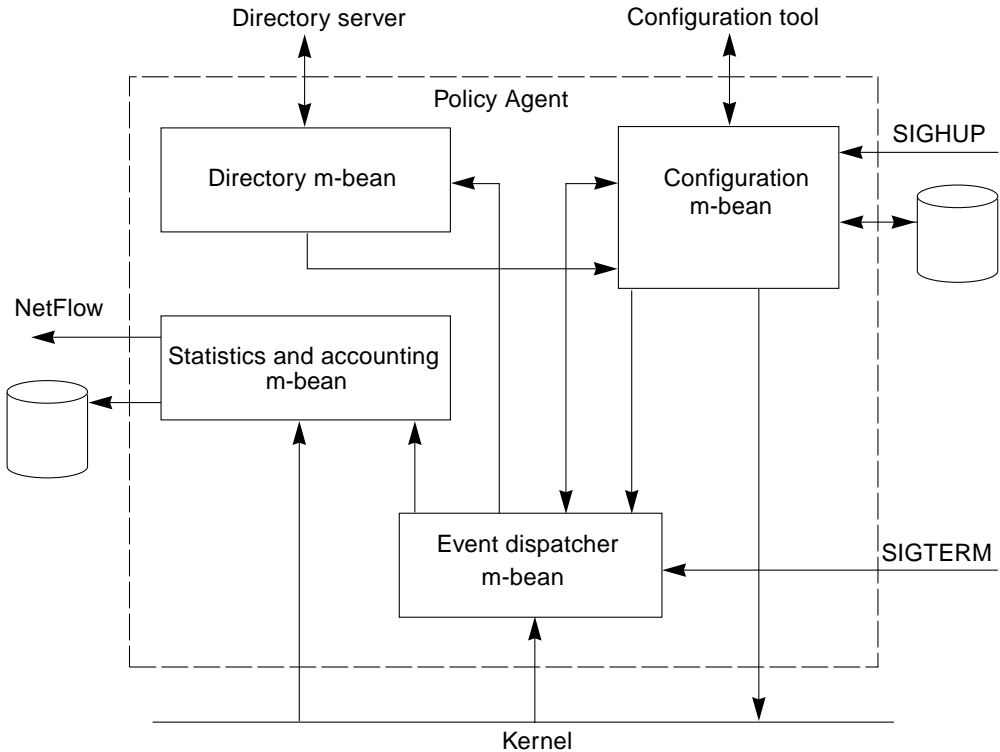 Directory server
Configuration tool
Policy Agent
SIGHUP
Directory m-bean
Configuration
m-bean
NetFlow
Statistics and accounting
m-bean
Event dispatcher
m-bean
SIGTERM
Kernel